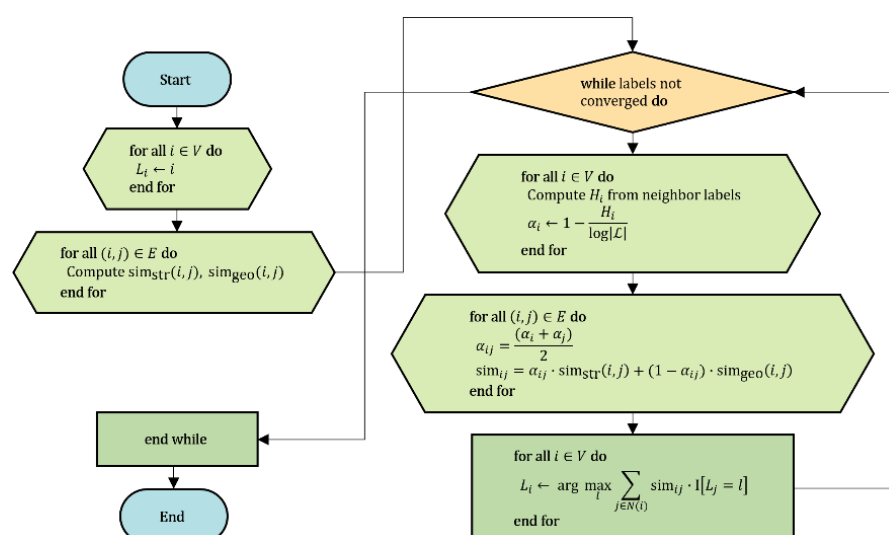 Start
for all i ∈ V do
L_i ← i
end for
for all (i, j) ∈ E do
Compute sim_str(i, j), sim_geo(i, j)
end for
while labels not
converged do
for all i ∈ V do
Compute H_i from neighbor labels
α_i ← 1 − H_i / log|ℒ|
end for
for all (i, j) ∈ E do
α_ij = (α_i + α_j) / 2
sim_ij = α_ij · sim_str(i, j) + (1 − α_ij) · sim_geo(i, j)
end for
for all i ∈ V do
L_i ← arg max_l ∑_{j∈N(i)} sim_ij · I[L_j = l]
end for
end while
End